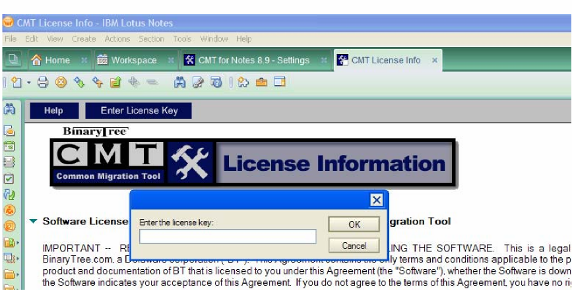 CMT License Info - IBM Lotus Notes
File Edit View Create Actions Section Tools Window Help
Home Workspace CMT for Notes 8.9 - Settings CMT License Info
Help Enter License Key
BinaryTree
CMT
Common Migration Tool
License Information
Enter the license key:
OK
Cancel
Software License gration Tool
IMPORTANT -- RE ING THE SOFTWARE. This is a legal
BinaryTree.com. a D only terms and conditions applicable to the p
product and documentation of BT that is licensed to you under this Agreement (the "Software"), whether the Software is down
the Software indicates your acceptance of this Agreement. If you do not agree to the terms of this Agreement, you have no ri